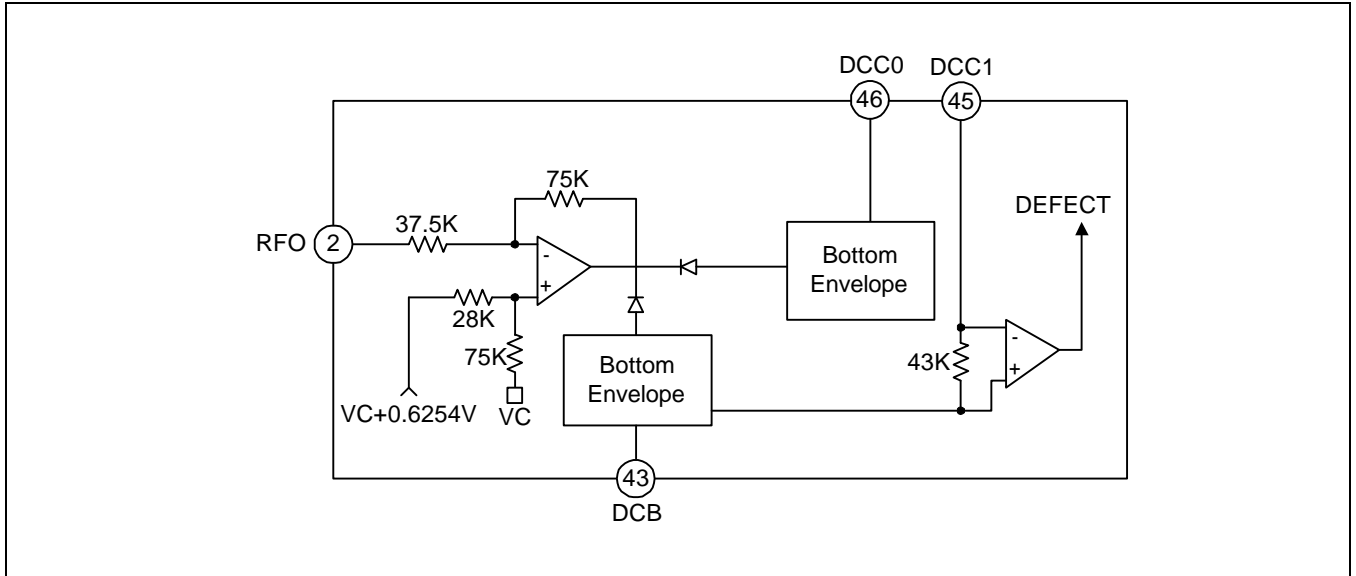 DCC0 DCC1
46 45
75K
DEFECT
37.5K
RFO 2
-
+
Bottom
Envelope
28K
75K
Bottom
Envelope
43K
-
+
VC+0.6254V
VC
43
DCB